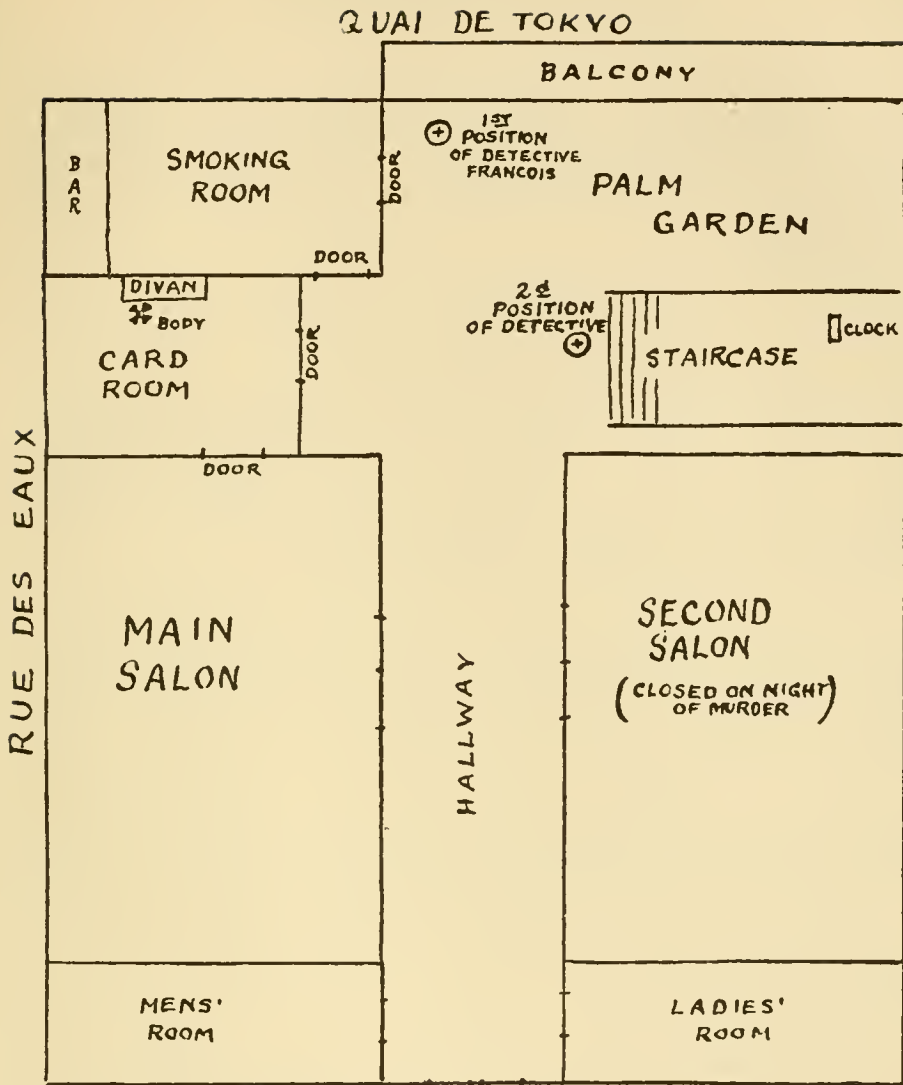 QUAI DE TOKYO
BALCONY
BAR
SMOKING
ROOM
DOOR
1ST
POSITION
OF DETECTIVE
FRANCOIS
PALM
GARDEN
DOOR
DIVAN
BODY
CARD
ROOM
DOOR
2d
POSITION
OF DETECTIVE
STAIRCASE
CLOCK
DOOR
RUE DES EAUX
MAIN
SALON
HALLWAY
SECOND
SALON
(CLOSED ON NIGHT
OF MURDER)
MENS'
ROOM
LADIES'
ROOM